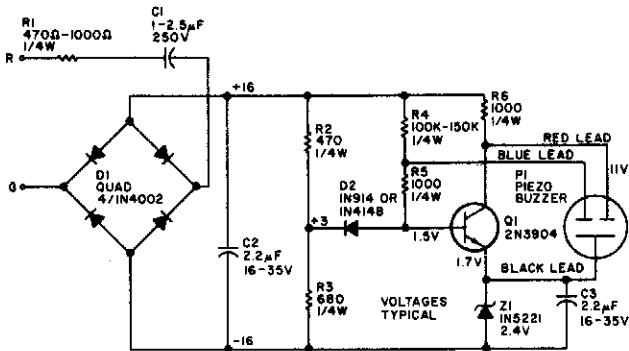 R1
470Ω-1000Ω
1/4W
C1
1-2.5µF
250V
R
G
D1
QUAD
4/1N4002
+16
C2
2.2µF
16-35V
-16
R2
470
1/4W
+3
R3
680
1/4W
D2
1N914 OR
1N4148
R4
100K-150K
1/4W
R5
1000
1/4W
1.5V
R6
1000
1/4W
RED LEAD
BLUE LEAD
11V
P1
PIEZO
BUZZER
Q1
2N3904
1.7V
BLACK LEAD
VOLTAGES
TYPICAL
Z1
1N5221
2.4V
C3
2.2µF
16-35V